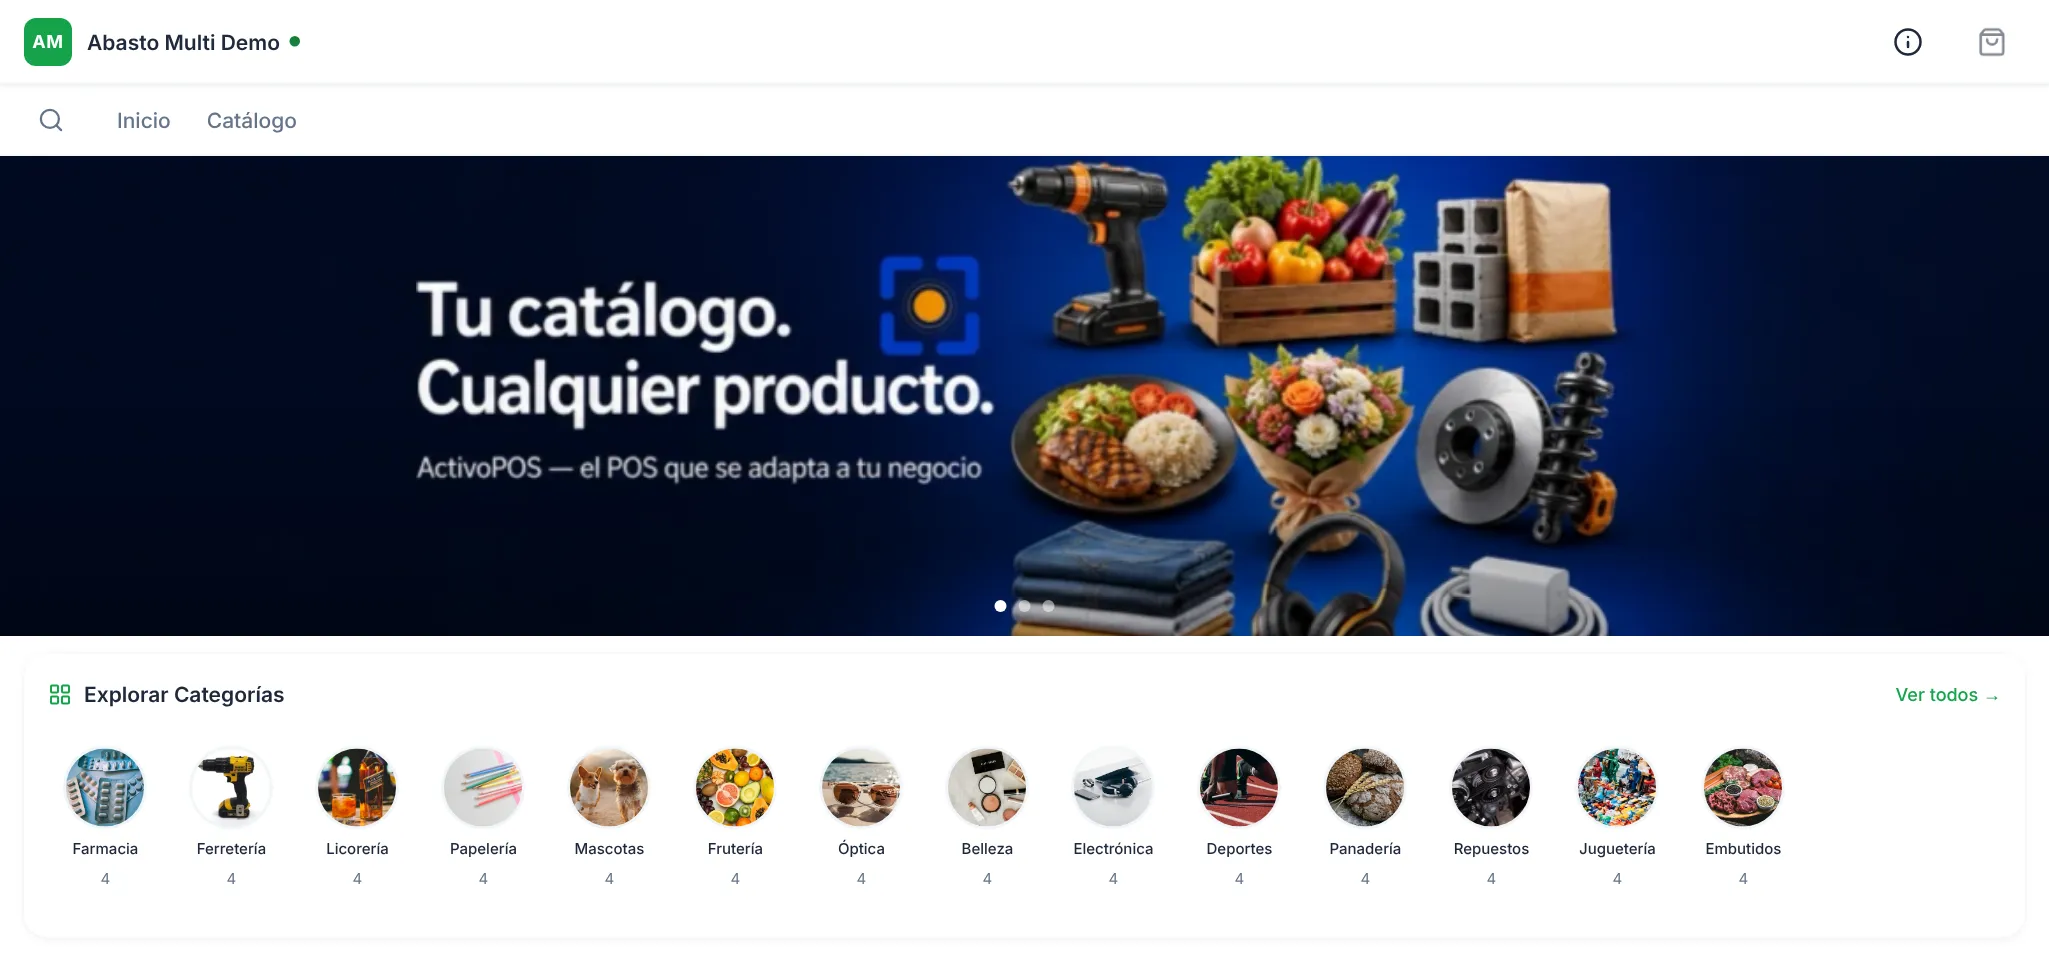 AM
Abasto Multi Demo
Inicio
Catálogo
Tu catálogo.
Cualquier producto.
ActivoPOS — el POS que se adapta a tu negocio
Explorar Categorías
Ver todos →
Farmacia
4
Ferretería
4
Licorería
4
Papelería
4
Mascotas
4
Frutería
4
Óptica
4
Belleza
4
Electrónica
4
Deportes
4
Panadería
4
Repuestos
4
Juguetería
4
Embutidos
4